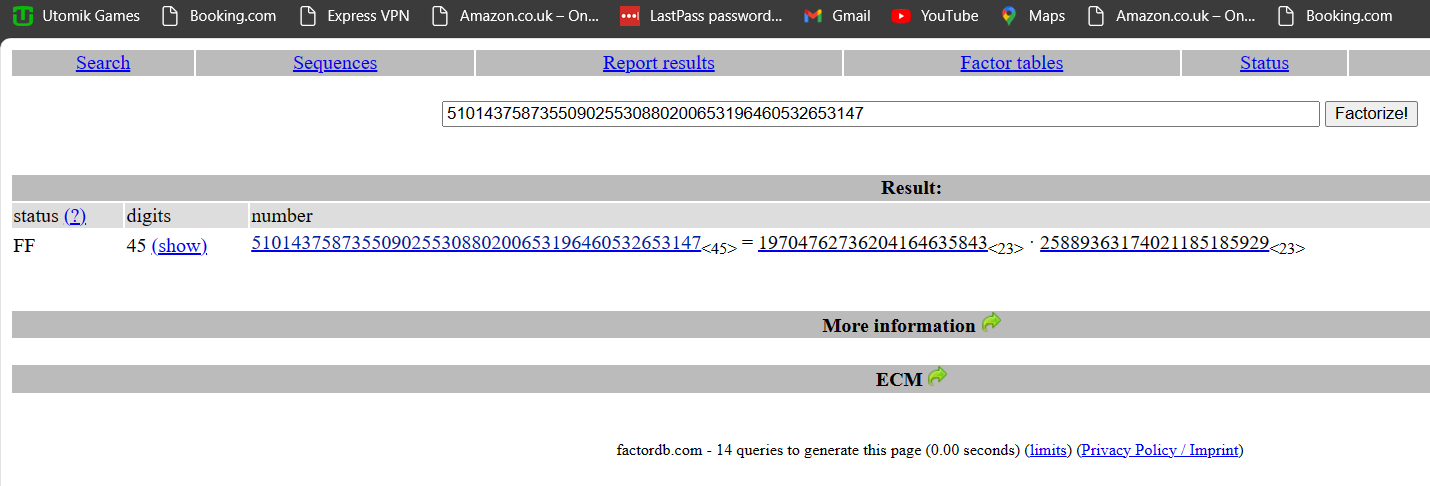 Utomik Games Booking.com Express VPN Amazon.co.uk – On... LastPass password... Gmail YouTube Maps Amazon.co.uk – On... Booking.com
Search Sequences Report results Factor tables Status
510143758735509025530880200653196460532653147 Factorize!
Result:
status (?) digits number
FF 45 (show) 510143758735509025530880200653196460532653147<45> = 19704762736204164635843<23> · 25889363174021185185929<23>
More information
ECM
factordb.com - 14 queries to generate this page (0.00 seconds) (limits) (Privacy Policy / Imprint)